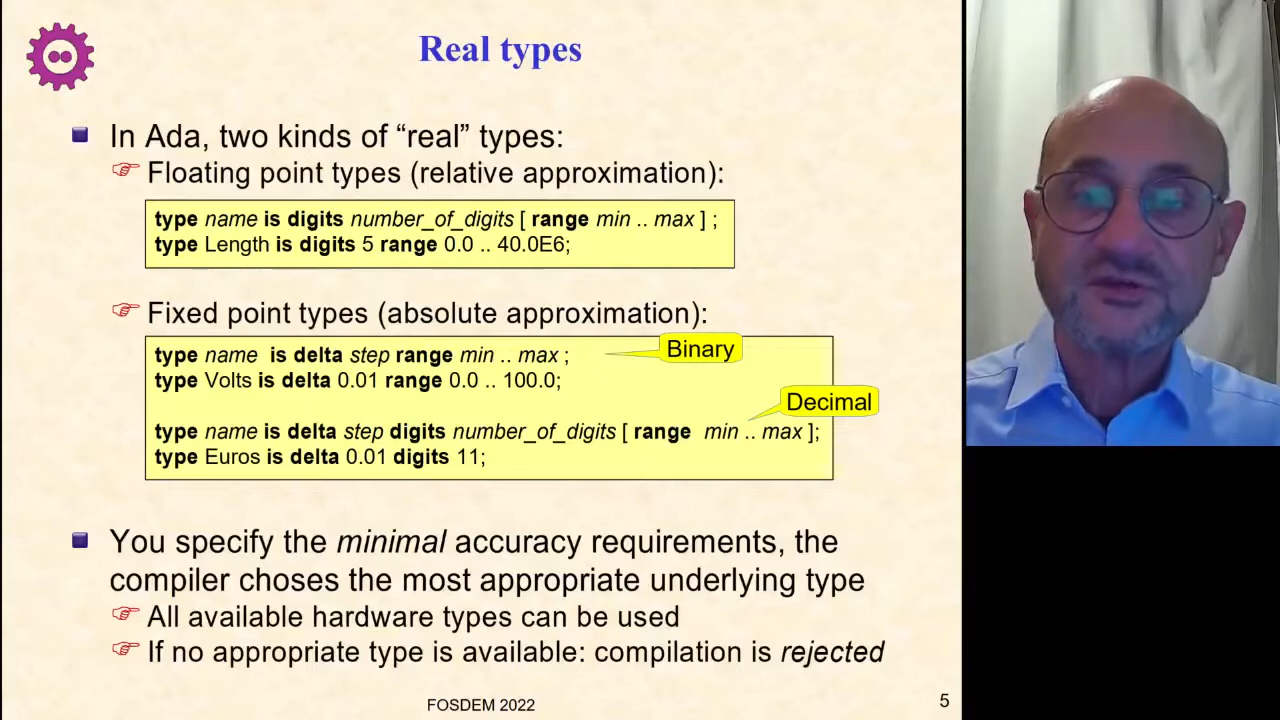 Real types
In Ada, two kinds of “real” types:
Floating point types (relative approximation):
type name is digits number_of_digits [ range min .. max ] ;
type Length is digits 5 range 0.0 .. 40.0E6;
Fixed point types (absolute approximation):
type name is delta step range min .. max ;
Binary
type Volts is delta 0.01 range 0.0 .. 100.0;
Decimal
type name is delta step digits number_of_digits [ range min .. max ];
type Euros is delta 0.01 digits 11;
You specify the minimal accuracy requirements, the
compiler choses the most appropriate underlying type
All available hardware types can be used
If no appropriate type is available: compilation is rejected
FOSDEM 2022
5